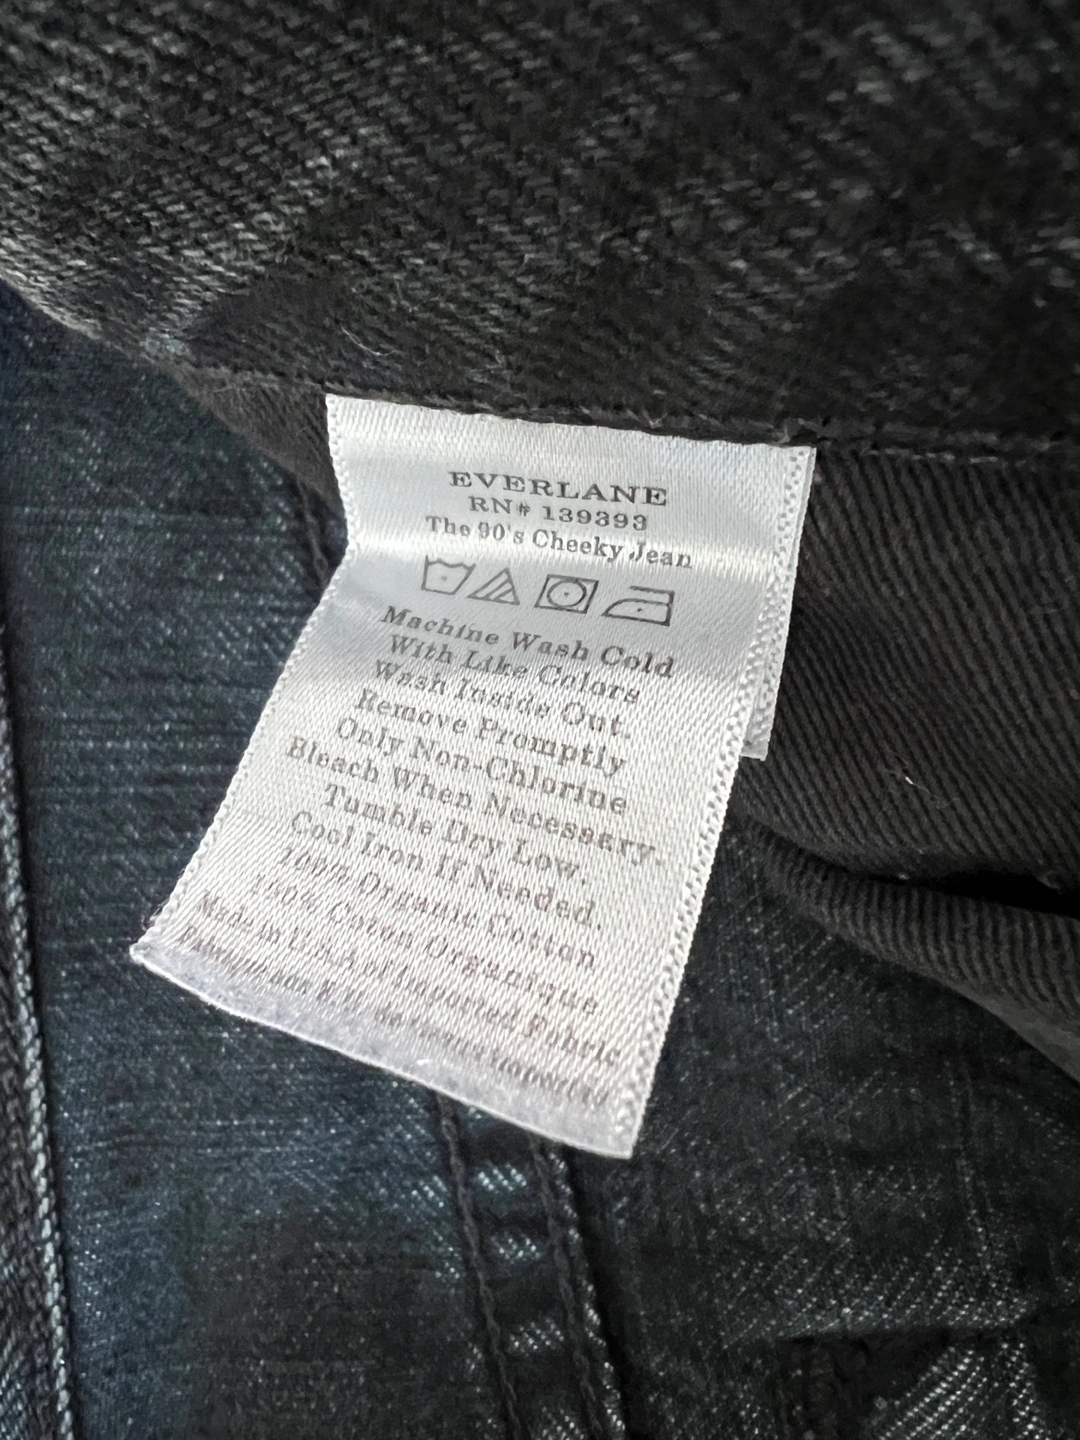 EVERLANE
RN# 139393
The 90's Cheeky Jean
Machine Wash Cold
With Like Colors
Wash Inside Out.
Remove Promptly
Only Non-Chlorine
Bleach When Necessary.
Tumble Dry Low.
Cool Iron If Needed.
100% Organic Cotton
100% Coton Organique
Made in U.S.A of Imported Fabric